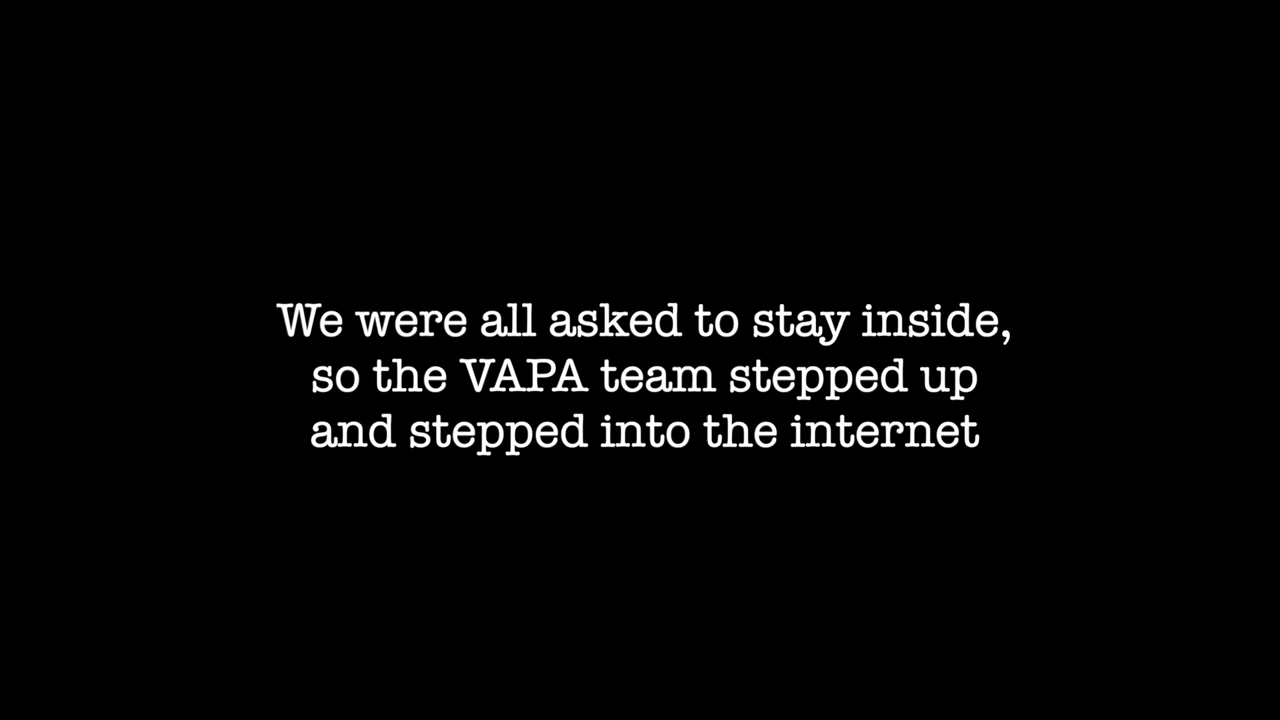 We were all asked to stay inside,
so the VAPA team stepped up
and stepped into the internet